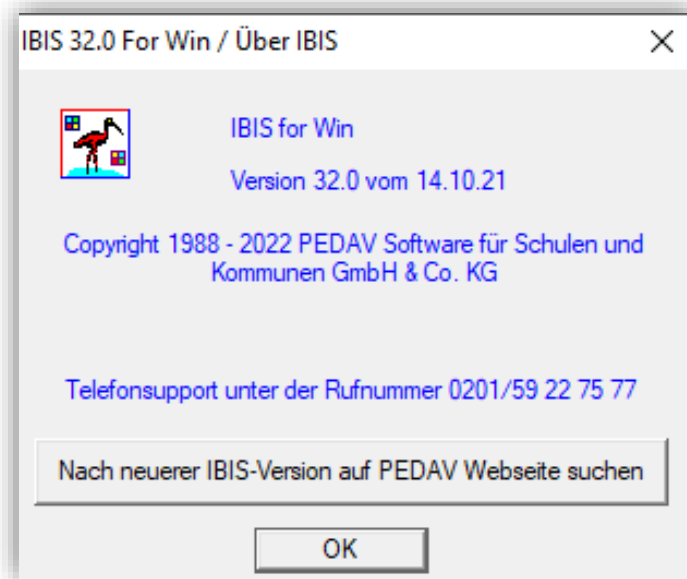 IBIS 32.0 For Win / Über IBIS
IBIS for Win
Version 32.0 vom 14.10.21
Copyright 1988 - 2022 PEDAV Software für Schulen und
Kommunen GmbH & Co. KG
Telefonsupport unter der Rufnummer 0201/59 22 75 77
Nach neuerer IBIS-Version auf PEDAV Webseite suchen
OK